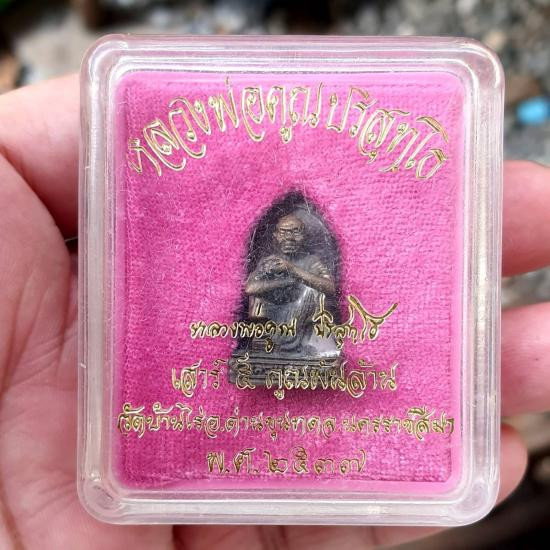 หลวงพ่อคูณ ปริสุทฺโธ
หลวงพ่อคูณ ปริสุทฺโธ
เสาร์ ๕ คูณพันล้าน
วัดบ้านไร่ อ.ด่านขุนทด จ.นครราชสีมา
พ.ศ. ๒๕๓๗